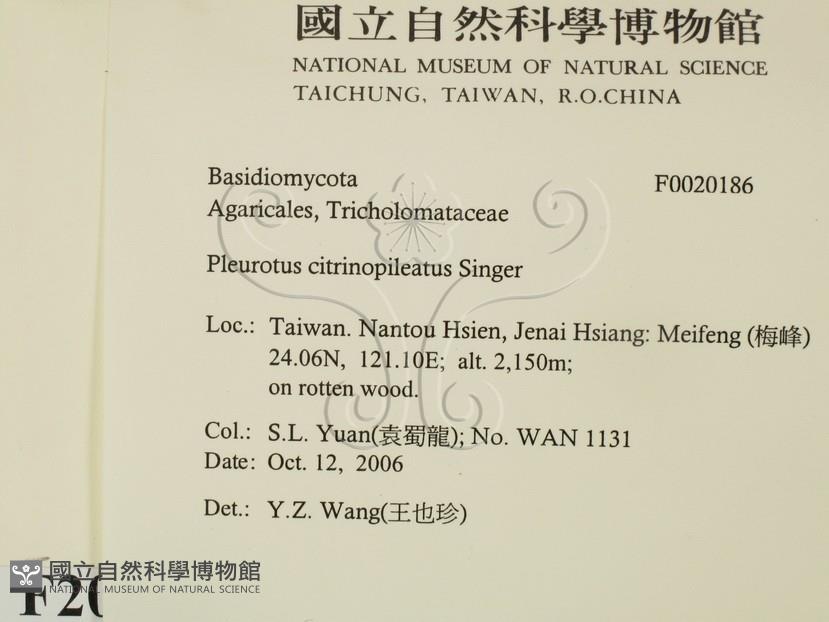 國立自然科學博物館
NATIONAL MUSEUM OF NATURAL SCIENCE
TAICHUNG, TAIWAN, R.O.CHINA
Basidiomycota F0020186
Agaricales, Tricholomataceae
Pleurotus citrinopileatus Singer
Loc.: Taiwan. Nantou Hsien, Jenai Hsiang: Meifeng (梅峰)
24.06N, 121.10E; alt. 2,150m;
on rotten wood.
Col.: S.L. Yuan(袁蜀龍); No. WAN 1131
Date: Oct. 12, 2006
Det.: Y.Z. Wang(王也珍)
國立自然科學博物館
NATIONAL MUSEUM OF NATURAL SCIENCE